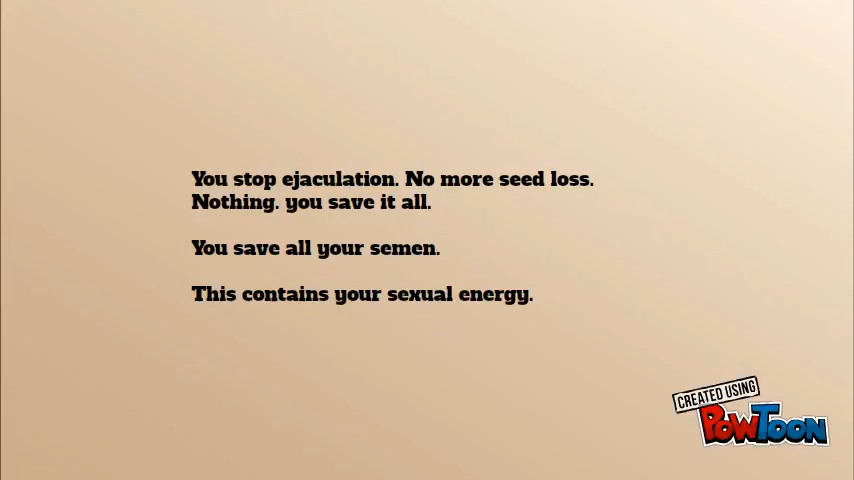 You stop ejaculation. No more seed loss.
Nothing. you save it all.
You save all your semen.
This contains your sexual energy.
CREATED USING
POWTOON